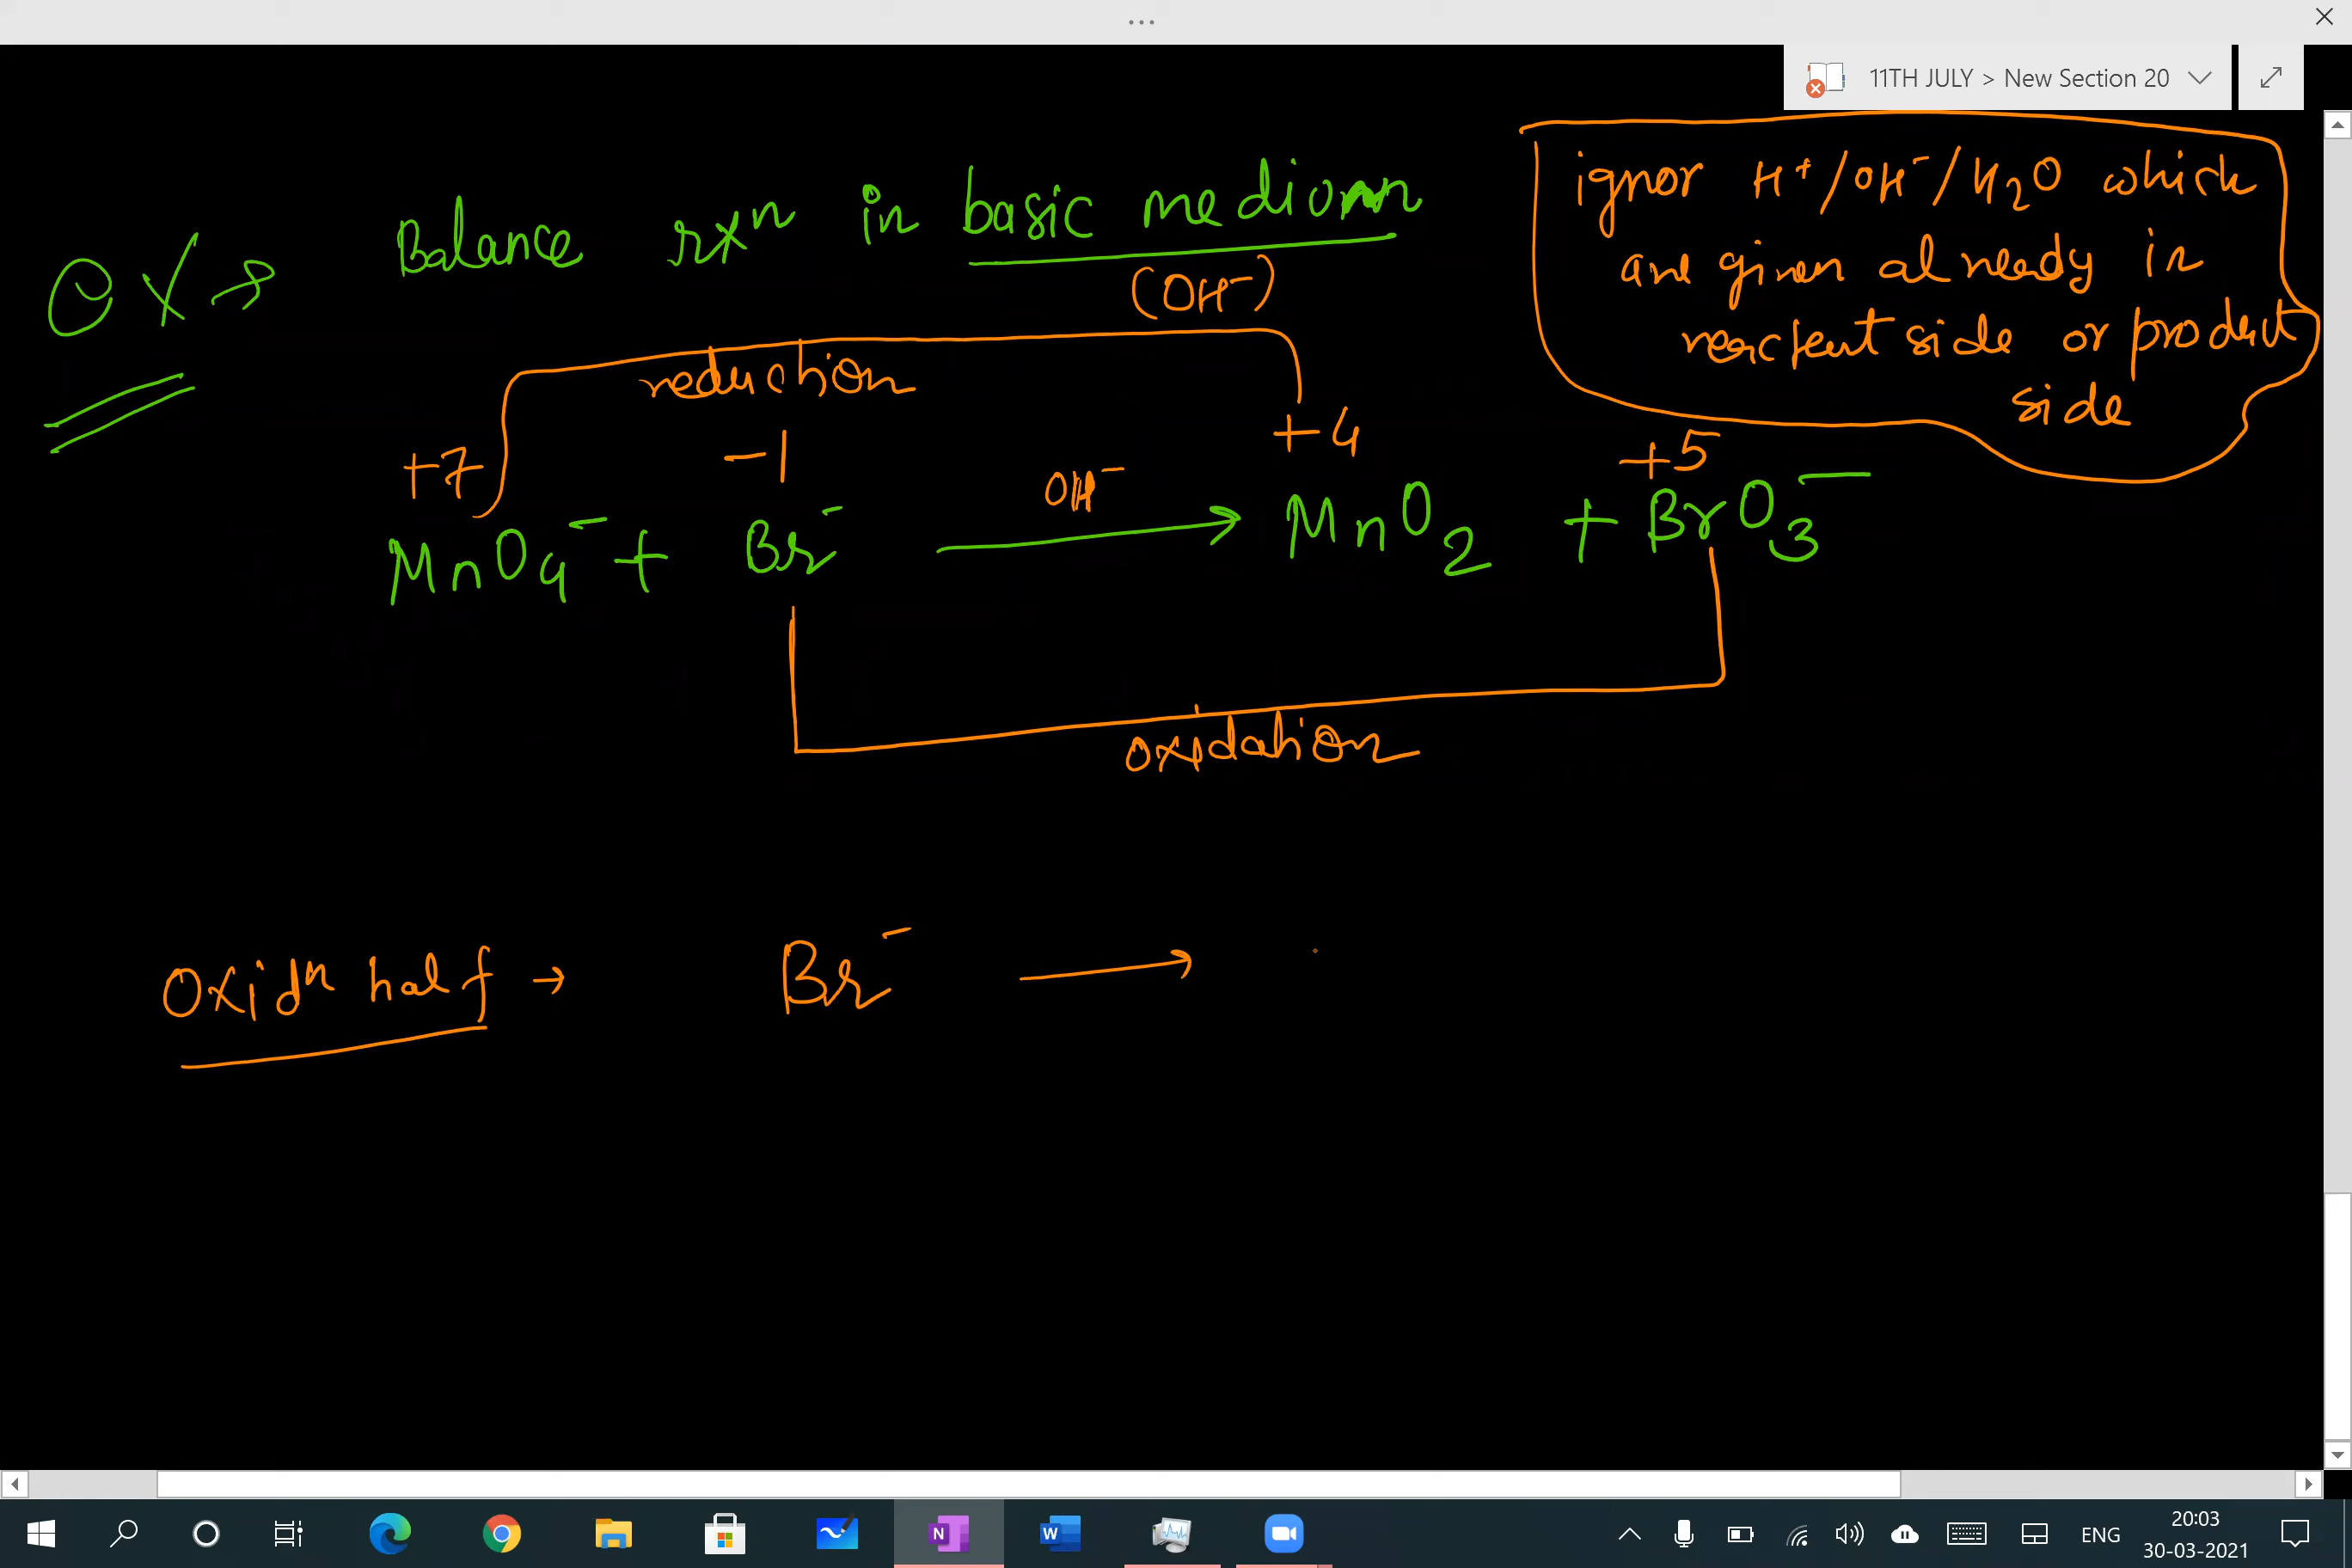 ...
11TH JULY > New Section 20
ex → Balance rxⁿ in basic medium
(OH⁻)
ignor H⁺/OH⁻/H₂O which
are given already in
reactent side or product
side
reduction
+7 -1 +4 +5
MnO₄⁻ + Br⁻ OH⁻ → MnO₂ + BrO₃⁻
oxidation
Oxidⁿ half → Br⁻ →
N
W
ENG
20:03
30-03-2021